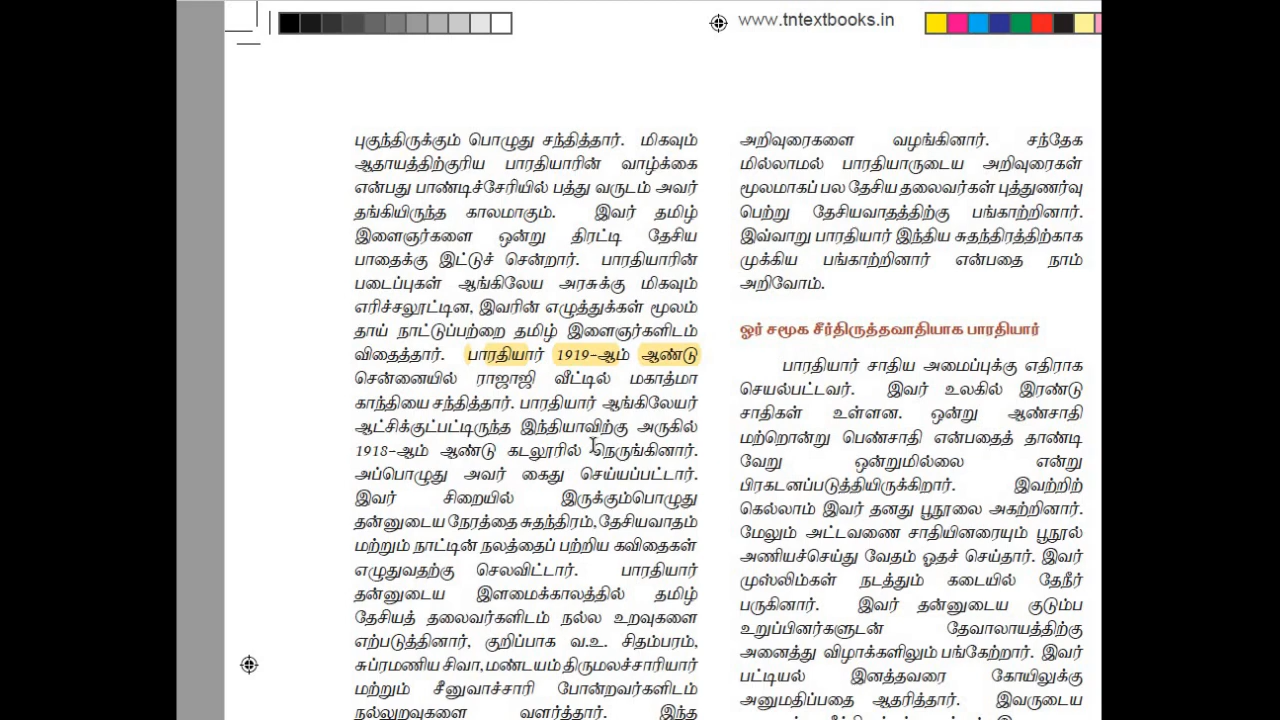 www.tntextbooks.in
புகுந்திருக்கும் பொழுது சந்தித்தார். மிகவும்
ஆதாயத்திற்குரிய பாரதியாரின் வாழ்க்கை
என்பது பாண்டிச்சேரியில் பத்து வருடம் அவர்
தங்கியிருந்த காலமாகும். இவர் தமிழ்
இளைஞர்களை ஒன்று திரட்டி தேசிய
பாதைக்கு இட்டுச் சென்றார். பாரதியாரின்
படைப்புகள் ஆங்கிலேய அரசுக்கு மிகவும்
எரிச்சலூட்டின, இவரின் எழுத்துக்கள் மூலம்
தாய் நாட்டுப்பற்றை தமிழ் இளைஞர்களிடம்
விதைத்தார். பாரதியார் 1919-ஆம் ஆண்டு
சென்னையில் ராஜாஜி வீட்டில் மகாத்மா
காந்தியை சந்தித்தார். பாரதியார் ஆங்கிலேயர்
ஆட்சிக்குட்பட்டிருந்த இந்தியாவிற்கு அருகில்
1918-ஆம் ஆண்டு கடலூரில் நெருங்கினார்.
அப்பொழுது அவர் கைது செய்யப்பட்டார்.
இவர் சிறையில் இருக்கும்பொழுது
தன்னுடைய நேரத்தை சுதந்திரம், தேசியவாதம்
மற்றும் நாட்டின் நலத்தைப் பற்றிய கவிதைகள்
எழுதுவதற்கு செலவிட்டார். பாரதியார்
தன்னுடைய இளமைக்காலத்தில் தமிழ்
தேசியத் தலைவர்களிடம் நல்ல உறவுகளை
எற்படுத்தினார், குறிப்பாக வ.உ. சிதம்பரம்,
சுப்ரமணிய சிவா, மண்டயம் திருமலச்சாரியார்
மற்றும் சீனுவாச்சாரி போன்றவர்களிடம்
நல்லுறவுகளை வளர்த்தார். இந்த
அறிவுரைகளை வழங்கினார். சந்தேக
மில்லாமல் பாரதியாருடைய அறிவுரைகள்
மூலமாகப் பல தேசிய தலைவர்கள் புத்துணர்வு
பெற்று தேசியவாதத்திற்கு பங்காற்றினார்.
இவ்வாறு பாரதியார் இந்திய சுதந்திரத்திற்காக
முக்கிய பங்காற்றினார் என்பதை நாம்
அறிவோம்.
ஓர் சமூக சீர்திருத்தவாதியாக பாரதியார்
பாரதியார் சாதிய அமைப்புக்கு எதிராக
செயல்பட்டவர். இவர் உலகில் இரண்டு
சாதிகள் உள்ளன. ஒன்று ஆண்சாதி
மற்றொன்று பெண்சாதி என்பதைத் தாண்டி
வேறு ஒன்றுமில்லை என்று
பிரகடனப்படுத்தியிருக்கிறார். இவற்றிற்
கெல்லாம் இவர் தனது பூநூலை அகற்றினார்.
மேலும் அட்டவணை சாதியினரையும் பூநூல்
அணியச்செய்து வேதம் ஓதச் செய்தார். இவர்
முஸ்லிம்கள் நடத்தும் கடையில் தேநீர்
பருகினார். இவர் தன்னுடைய குடும்ப
உறுப்பினர்களுடன் தேவாலாயத்திற்கு
அனைத்து விழாக்களிலும் பங்கேற்றார். இவர்
பட்டியல் இனத்தவரை கோயிலுக்கு
அனுமதிப்பதை ஆதரித்தார். இவருடைய